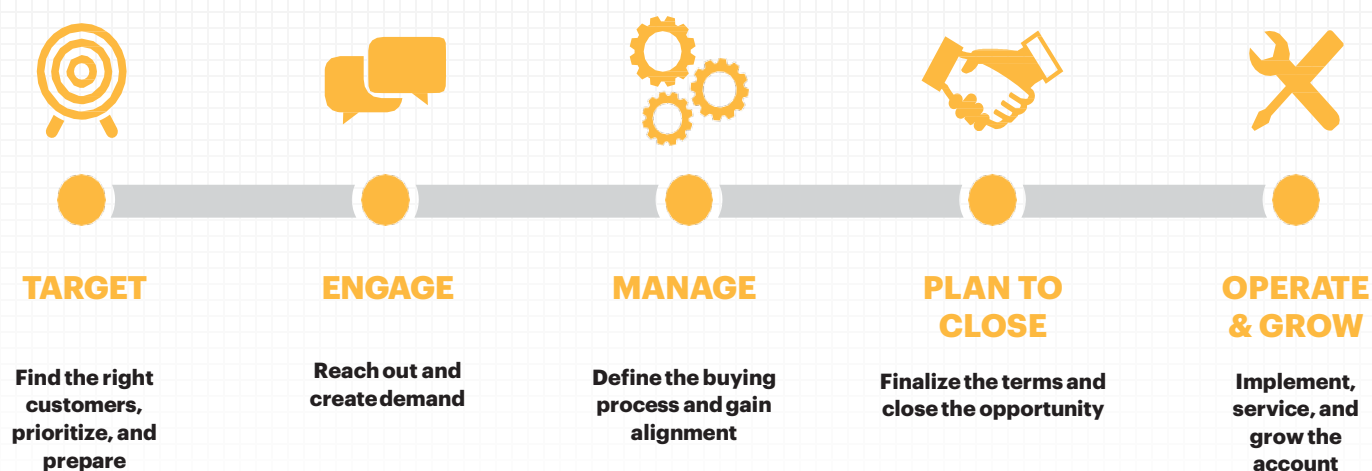 TARGET
Find the right
customers,
prioritize, and
prepare
ENGAGE
Reach out and
create demand
MANAGE
Define the buying
process and gain
alignment
PLAN TO
CLOSE
Finalize the terms and
close the opportunity
OPERATE
& GROW
Implement,
service, and
grow the
account